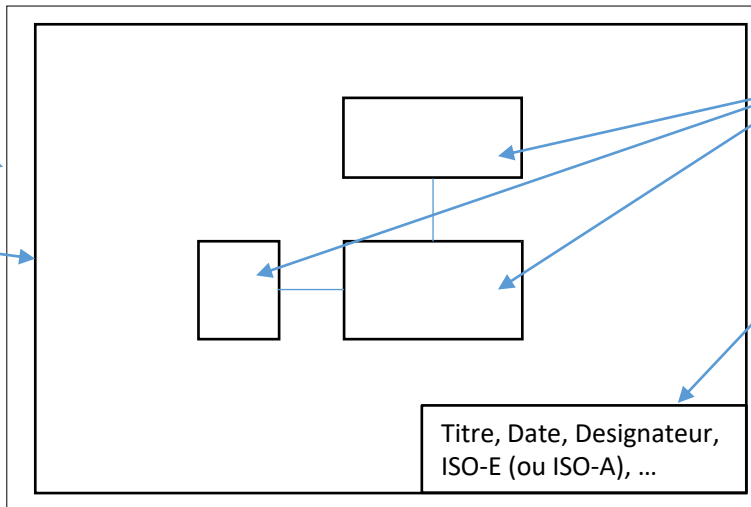 Titre, Date, Designateur,
ISO-E (ou ISO-A), ...